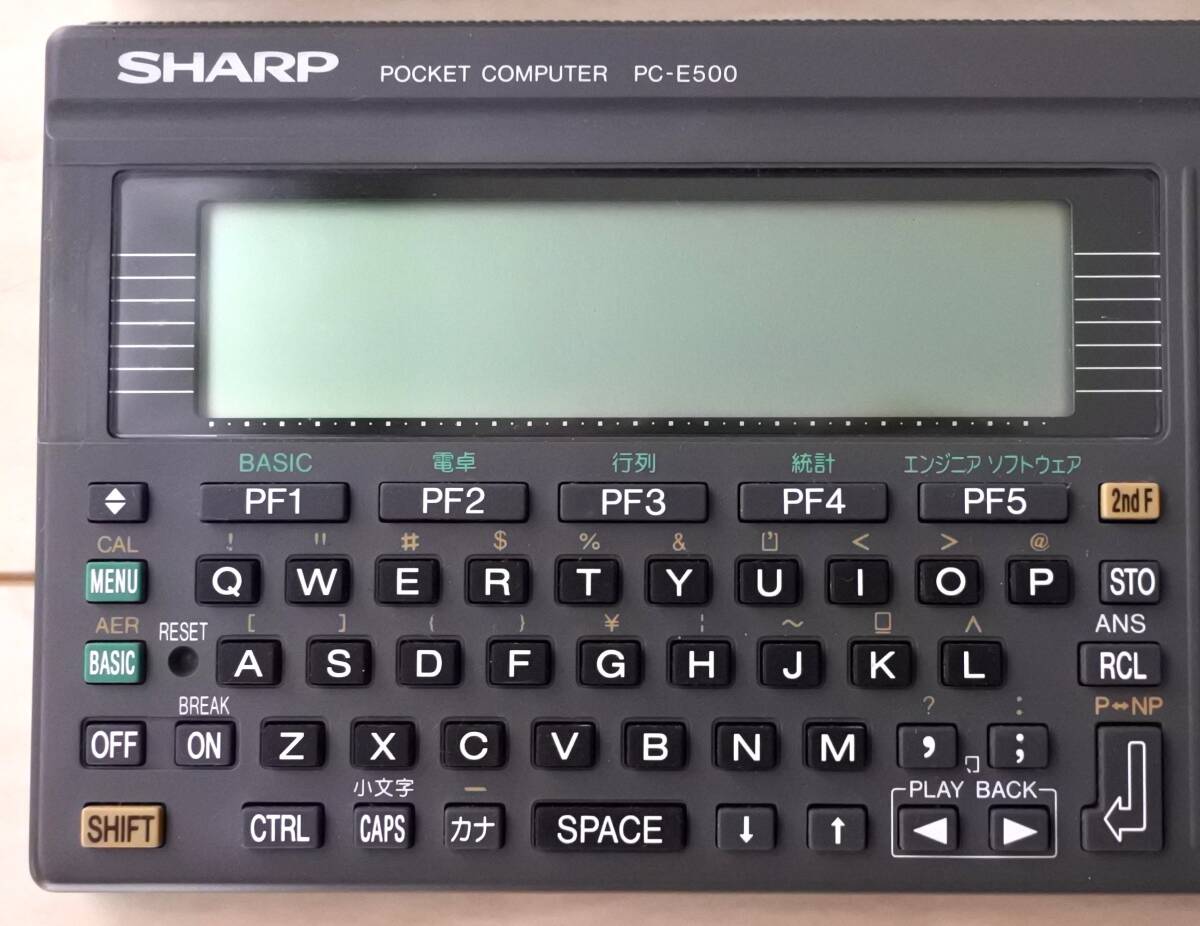 SHARP POCKET COMPUTER PC-E500
BASIC 電卓 行列 統計 エンジニア ソフトウェア
PF1 PF2 PF3 PF4 PF5 2nd F
CAL ! " # $ % & [’] < > @
MENU Q W E R T Y U I O P STO
AER RESET [ ] { } ¥ ¦ ~ □ ^ ANS
BASIC A S D F G H J K L RCL
BREAK ? : P↔NP
OFF ON Z X C V B N M , ;
小文字 — PLAY BACK
SHIFT CTRL CAPS カナ SPACE ↓ ↑ ◀ ▶